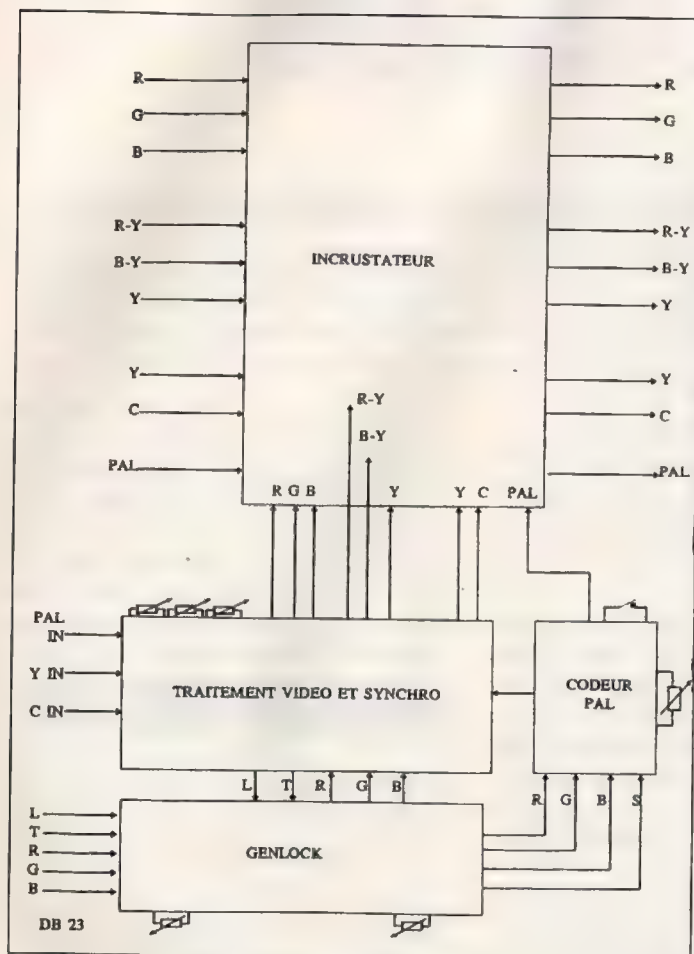 R R
G G
B B
R-Y R-Y
B-Y INCRUSTATEUR B-Y
Y Y
Y Y
R-Y
C C
B-Y
PAL PAL
R G B Y Y C PAL
PAL
IN
Y IN
C IN
TRAITEMENT VIDEO ET SYNCHRO
CODEUR
PAL
L T R G B
R G B S
L
T
R
G
B
GENLOCK
DB 23